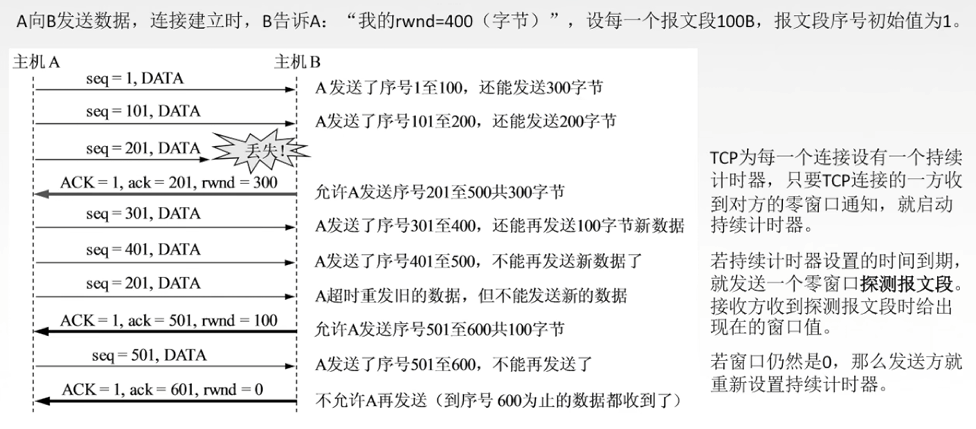 A向B发送数据，连接建立时，B告诉A：“我的rwnd=400（字节）”，设每一个报文段100B，报文段序号初始值为1。
主机A 主机B
seq = 1, DATA A发送了序号1至100，还能发送300字节
seq = 101, DATA A发送了序号101至200，还能发送200字节
seq = 201, DATA 丢失!
ACK = 1, ack = 201, rwnd = 300 允许A发送序号201至500共300字节
seq = 301, DATA A发送了序号301至400，还能再发送100字节新数据
seq = 401, DATA A发送了序号401至500，不能再发送新数据了
seq = 201, DATA A超时重发旧的数据，但不能发送新的数据
ACK = 1, ack = 501, rwnd = 100 允许A发送序号501至600共100字节
seq = 501, DATA A发送了序号501至600，不能再发送了
ACK = 1, ack = 601, rwnd = 0 不允许A再发送（到序号600为止的数据都收到了）
TCP为每一个连接设有一个持续
计时器，只要TCP连接的一方收
到对方的零窗口通知，就启动
持续计时器。
若持续计时器设置的时间到期，
就发送一个零窗口探测报文段。
接收方收到探测报文段时给出
现在的窗口值。
若窗口仍然是0，那么发送方就
重新设置持续计时器。